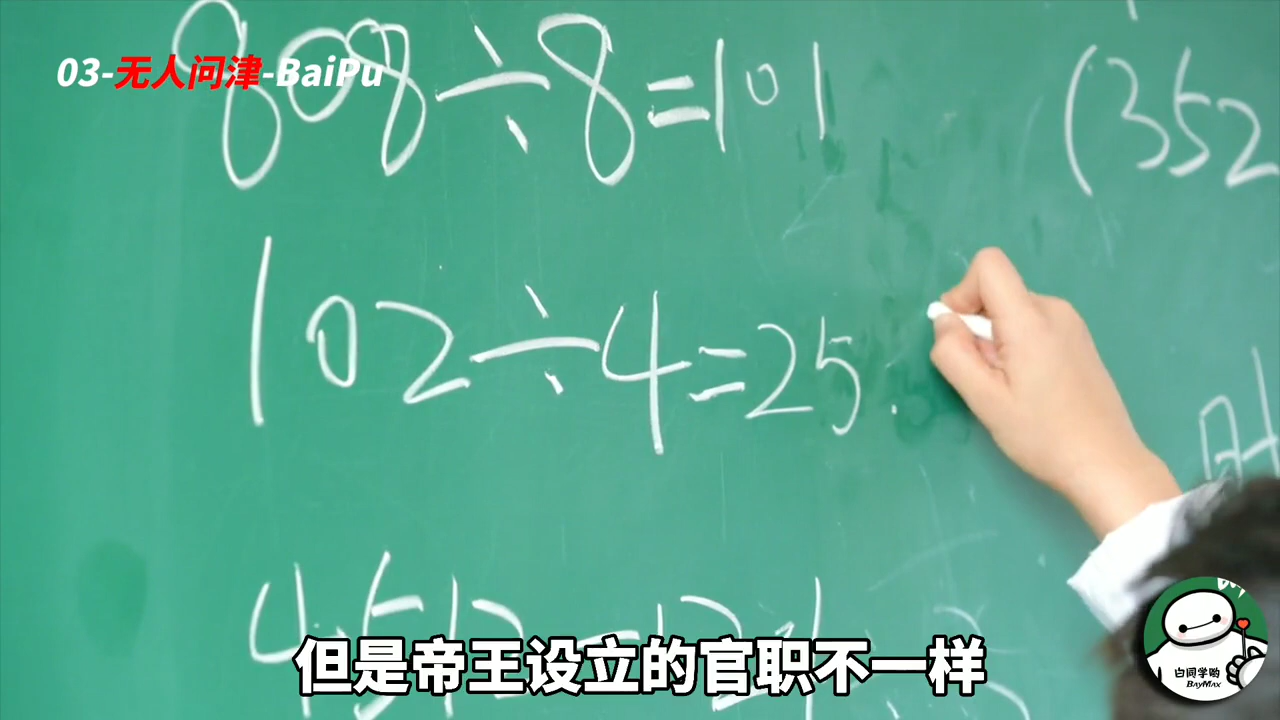 03-无人问津-BaiPu
808÷8=101
(352
102÷4=25.
但是帝王设立的官职不一样
白同学哟
BAYMAX